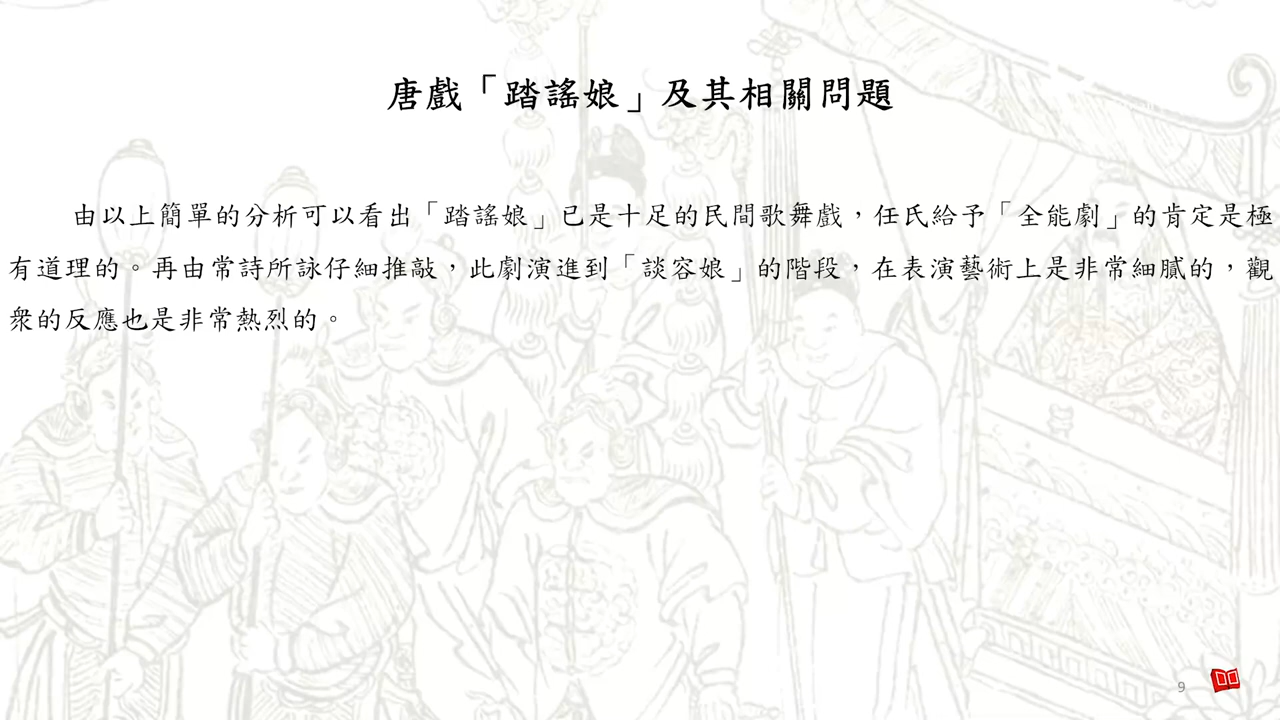 唐戲「踏謠娘」及其相關問題
由以上簡單的分析可以看出「踏謠娘」已是十足的民間歌舞戲，任氏給予「全能劇」的肯定是極
有道理的。再由常詩所詠仔細推敲，此劇演進到「談容娘」的階段，在表演藝術上是非常細膩的，觀
眾的反應也是非常熱烈的。
9